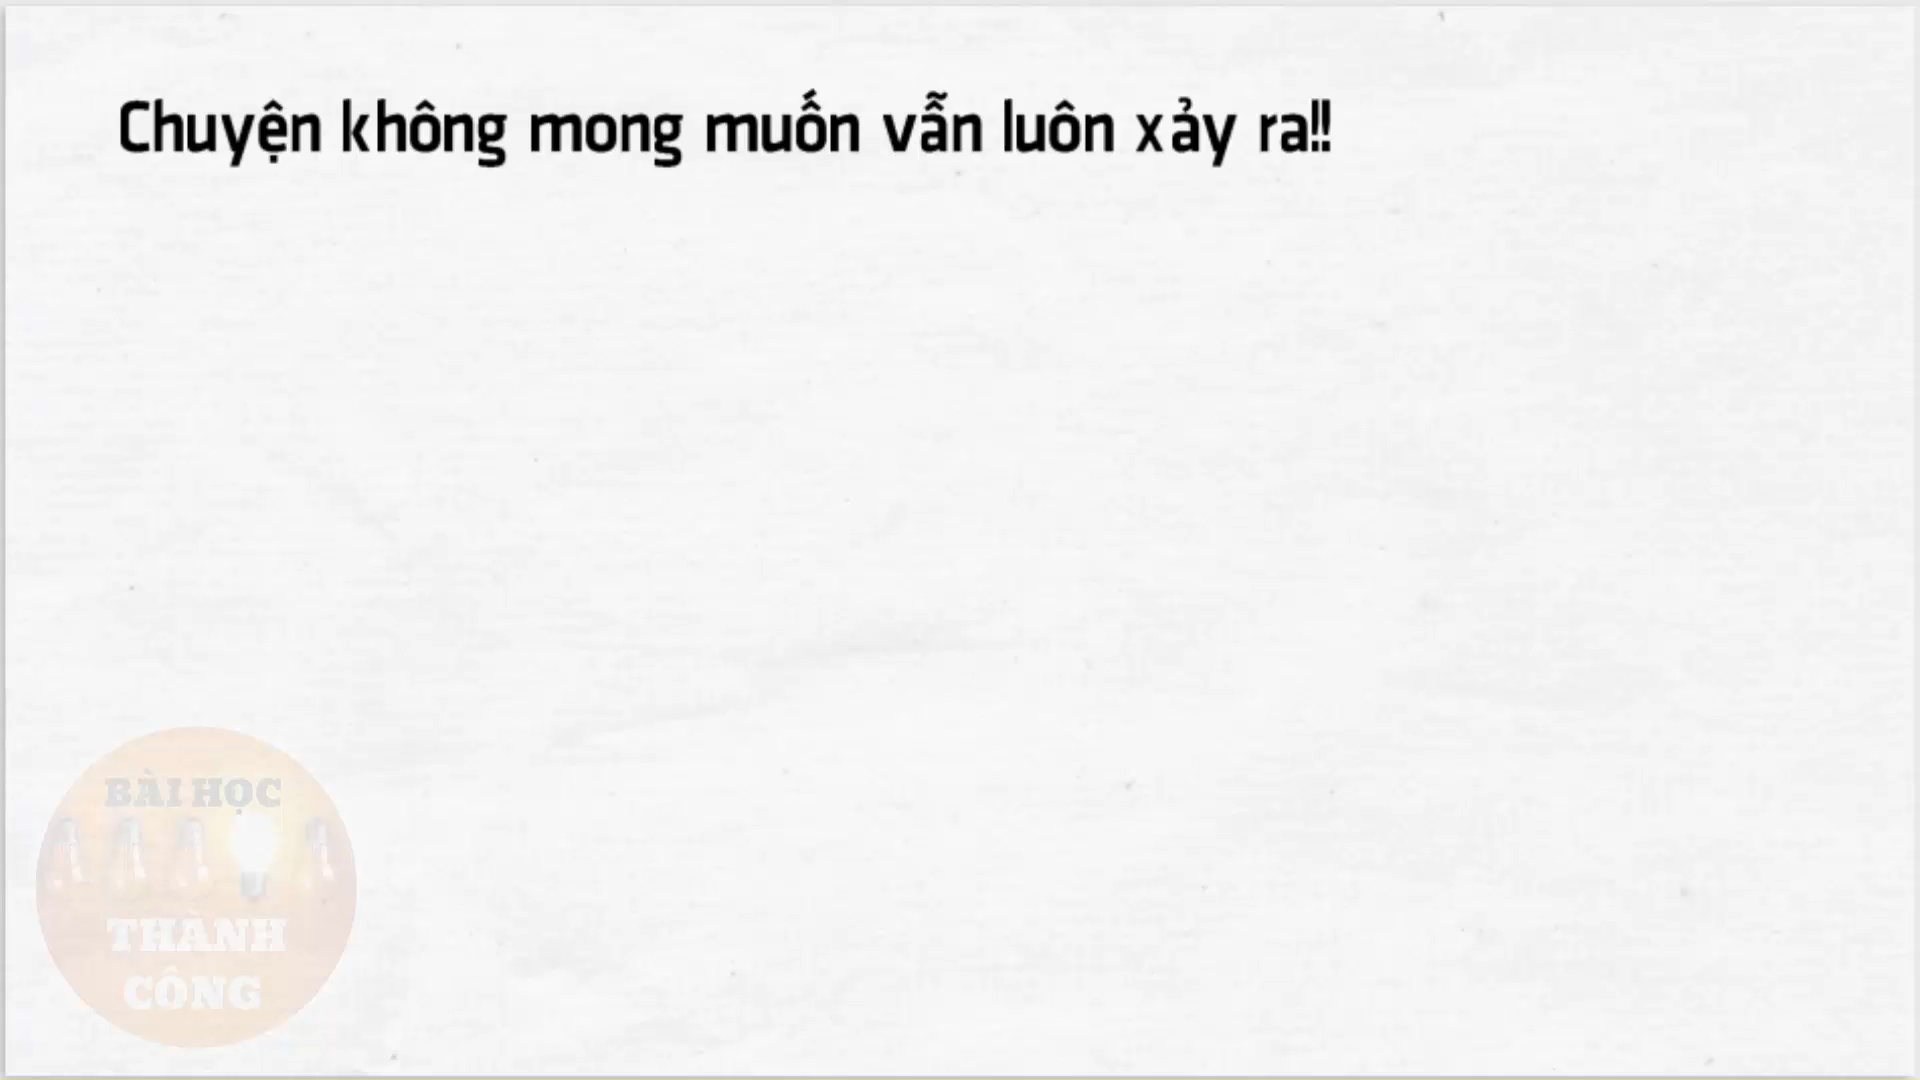 Chuyện không mong muốn vẫn luôn xảy ra!!
BÀI HỌC
THÀNH
CÔNG